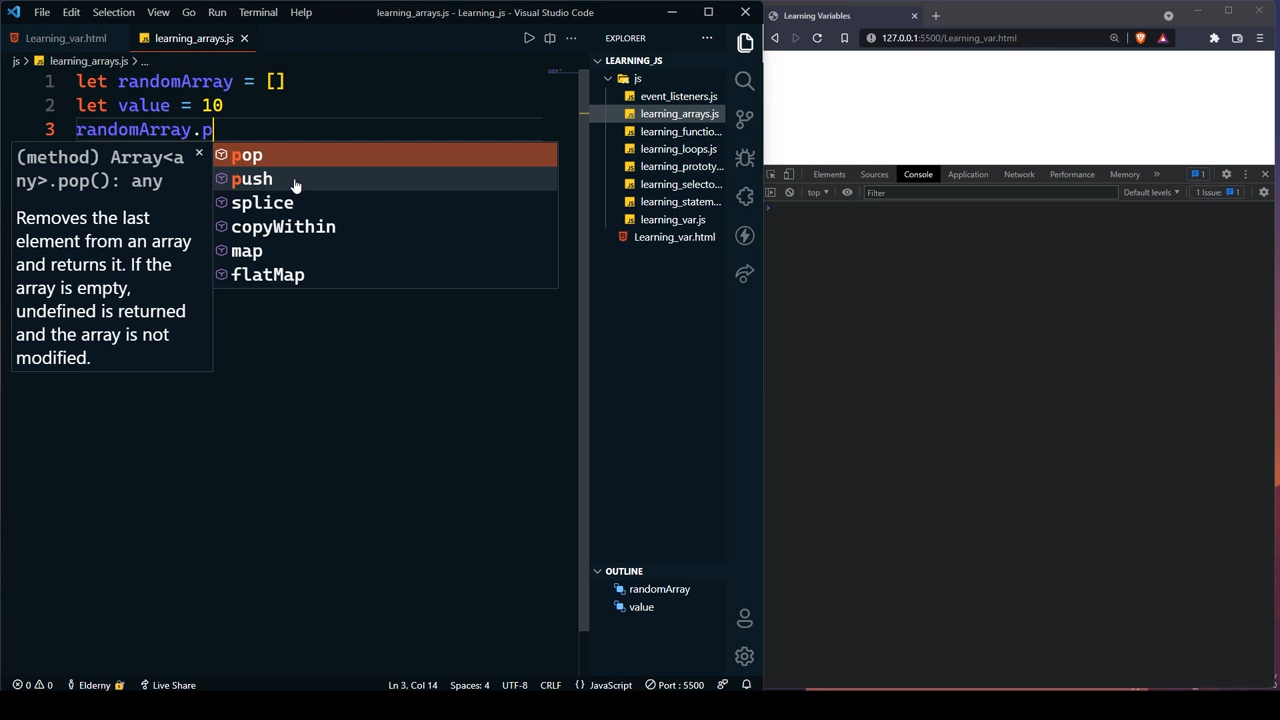 File Edit Selection View Go Run Terminal Help
learning_arrays.js - Learning_js - Visual Studio Code
Learning_var.html
learning_arrays.js
js > learning_arrays.js > ...
1 let randomArray = []
2 let value = 10
3 randomArray.p
(method) Array<a
ny>.pop(): any
Removes the last
element from an array
and returns it. If the
array is empty,
undefined is returned
and the array is not
modified.
pop
push
splice
copyWithin
map
flatMap
EXPLORER
LEARNING_JS
js
event_listeners.js
learning_arrays.js
learning_functio...
learning_loops.js
learning_prototy...
learning_selecto...
learning_statem...
learning_var.js
Learning_var.html
OUTLINE
randomArray
value
0 0 Elderny Live Share
Ln 3, Col 14 Spaces: 4 UTF-8 CRLF {} JavaScript Port : 5500
Learning Variables
127.0.0.1:5500/Learning_var.html
Elements Sources Console Network Performance Memory » 1
top Filter Default levels 1 Issue: 1